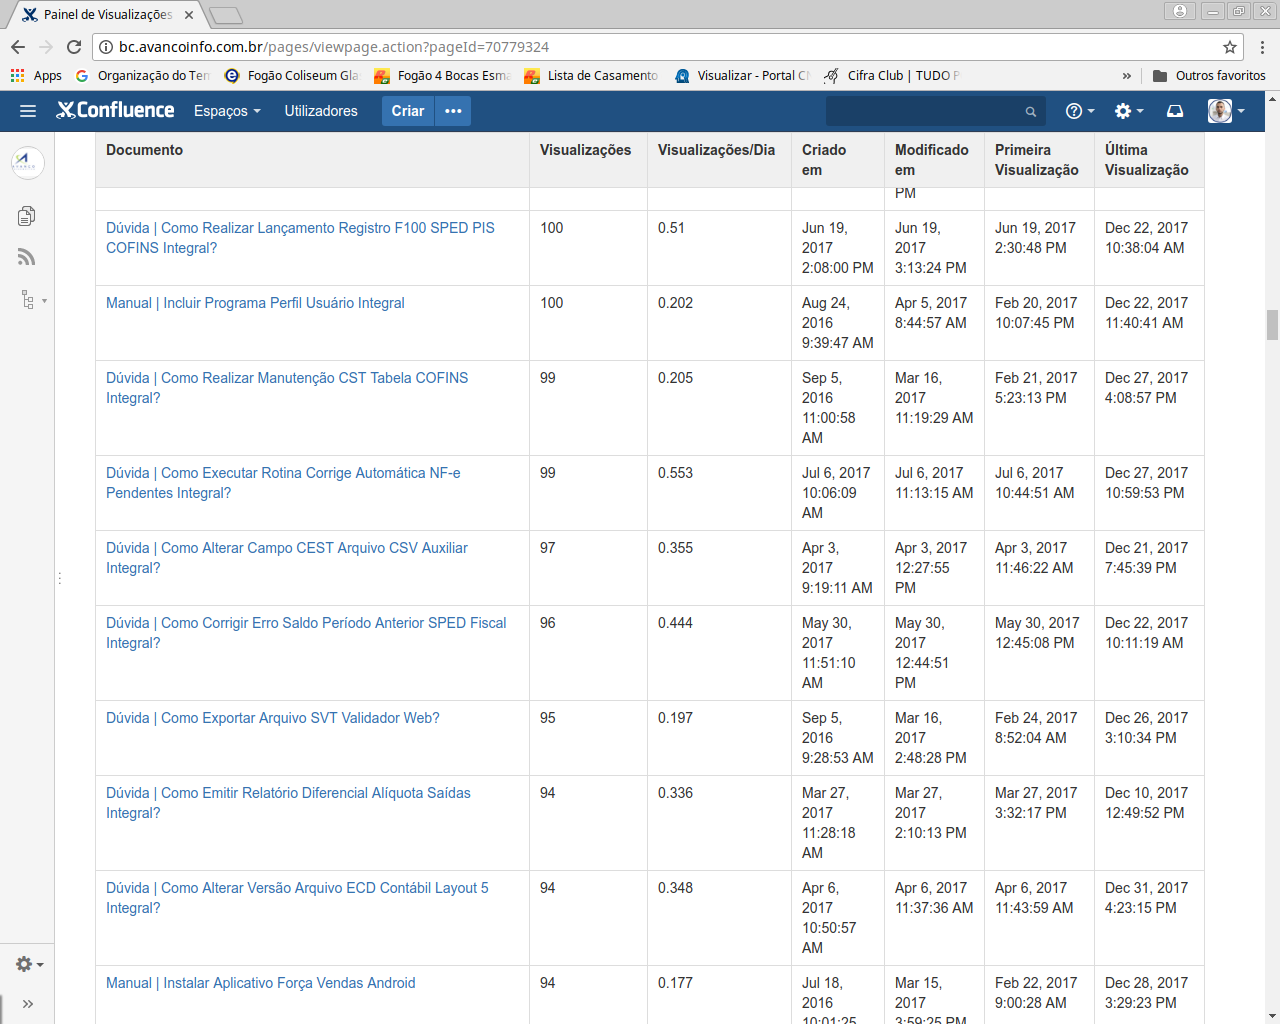 Painel de Visualizações
bc.avancoinfo.com.br/pages/viewpage.action?pageId=70779324
Apps Organização do Ter Fogão Coliseum Gla Fogão 4 Bocas Esma Lista de Casamento Visualizar - Portal C Cifra Club | TUDO P » Outros favoritos
Confluence Espaços Utilizadores Criar •••
Documento Visualizações Visualizações/Dia Criado em Modificado em Primeira Visualização Última Visualização
PM
Dúvida | Como Realizar Lançamento Registro F100 SPED PIS 100 0.51 Jun 19, Jun 19, Jun 19, 2017 Dec 22, 2017
COFINS Integral? 2017 2017 2:30:48 PM 10:38:04 AM
2:08:00 PM 3:13:24 PM
Manual | Incluir Programa Perfil Usuário Integral 100 0.202 Aug 24, Apr 5, 2017 Feb 20, 2017 Dec 22, 2017
2016 8:44:57 AM 10:07:45 PM 11:40:41 AM
9:39:47 AM
Dúvida | Como Realizar Manutenção CST Tabela COFINS 99 0.205 Sep 5, Mar 16, Feb 21, 2017 Dec 27, 2017
Integral? 2016 2017 5:23:13 PM 4:08:57 PM
11:00:58 11:19:29 AM
AM
Dúvida | Como Executar Rotina Corrige Automática NF-e 99 0.553 Jul 6, 2017 Jul 6, 2017 Jul 6, 2017 Dec 27, 2017
Pendentes Integral? 10:06:09 11:13:15 AM 10:44:51 AM 10:59:53 PM
AM
Dúvida | Como Alterar Campo CEST Arquivo CSV Auxiliar 97 0.355 Apr 3, Apr 3, 2017 Apr 3, 2017 Dec 21, 2017
Integral? 2017 12:27:55 11:46:22 AM 7:45:39 PM
9:19:11 AM PM
Dúvida | Como Corrigir Erro Saldo Período Anterior SPED Fiscal 96 0.444 May 30, May 30, May 30, 2017 Dec 22, 2017
Integral? 2017 2017 12:45:08 PM 10:11:19 AM
11:51:10 12:44:51
AM PM
Dúvida | Como Exportar Arquivo SVT Validador Web? 95 0.197 Sep 5, Mar 16, Feb 24, 2017 Dec 26, 2017
2016 2017 8:52:04 AM 3:10:34 PM
9:28:53 AM 2:48:28 PM
Dúvida | Como Emitir Relatório Diferencial Alíquota Saídas 94 0.336 Mar 27, Mar 27, Mar 27, 2017 Dec 10, 2017
Integral? 2017 2017 3:32:17 PM 12:49:52 PM
11:28:18 2:10:13 PM
AM
Dúvida | Como Alterar Versão Arquivo ECD Contábil Layout 5 94 0.348 Apr 6, Apr 6, 2017 Apr 6, 2017 Dec 31, 2017
Integral? 2017 11:37:36 AM 11:43:59 AM 4:23:15 PM
10:50:57
AM
Manual | Instalar Aplicativo Força Vendas Android 94 0.177 Jul 18, Mar 15, Feb 22, 2017 Dec 28, 2017
2016 2017 9:00:28 AM 3:29:23 PM
10:01:25 3:59:25 PM